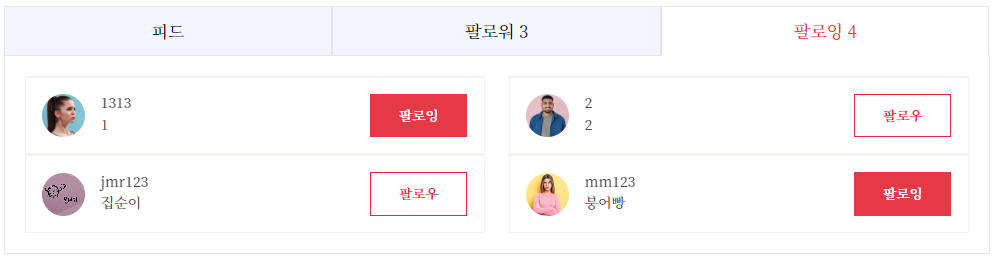 피드
팔로워 3
팔로잉 4
1313
1
팔로잉
2
2
팔로우
jmr123
집순이
팔로우
mm123
붕어빵
팔로잉